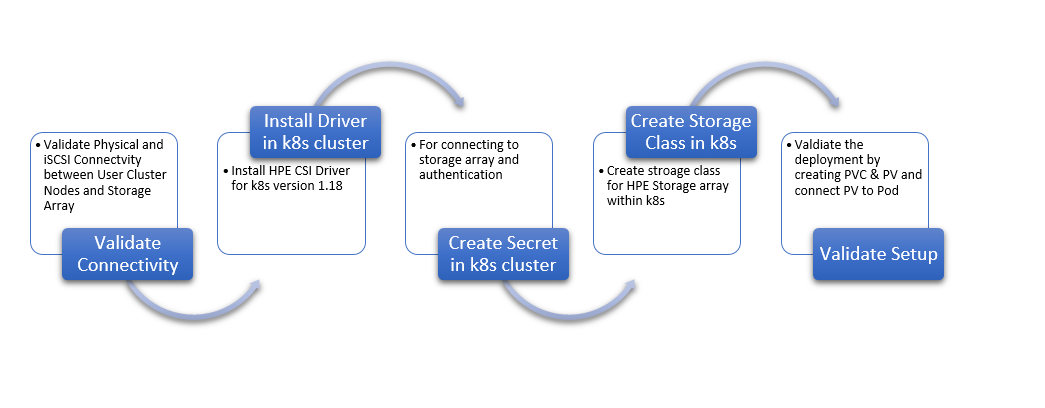 • Validate Physical and
iSCSI Connectvity
between User Cluster
Nodes and Storage
Array
Validate
Connectivity
Install Driver
in k8s cluster
• Install HPE CSI Driver
for k8s version 1.18
• For connecting to
storage array and
authentication
Create Secret
in k8s cluster
Create Storage
Class in k8s
• Create stroage class
for HPE Storage array
within k8s
• Valdiate the
deployment by
creating PVC & PV and
connect PV to Pod
Validate Setup